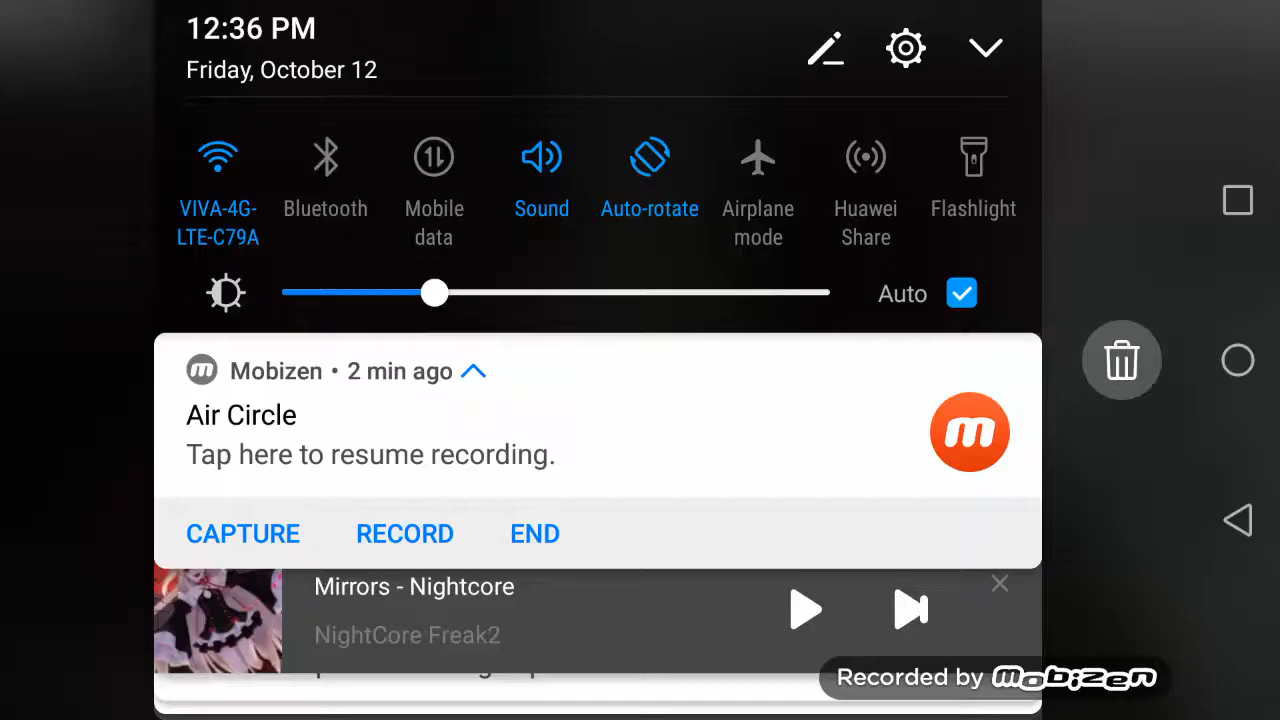 12:36 PM
Friday, October 12
VIVA-4G-
LTE-C79A
Bluetooth
Mobile
data
Sound
Auto-rotate
Airplane
mode
Huawei
Share
Flashlight
Auto
Mobizen • 2 min ago
Air Circle
Tap here to resume recording.
CAPTURE RECORD END
Mirrors - Nightcore
NightCore Freak2
Recorded by mobizen